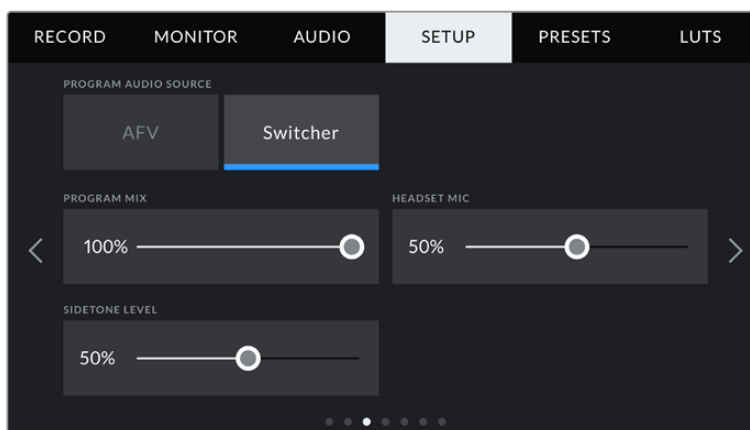 RECORD MONITOR AUDIO SETUP PRESETS LUTS
PROGRAM AUDIO SOURCE
AFV Switcher
PROGRAM MIX HEADSET MIC
100% 50%
SIDETONE LEVEL
50%